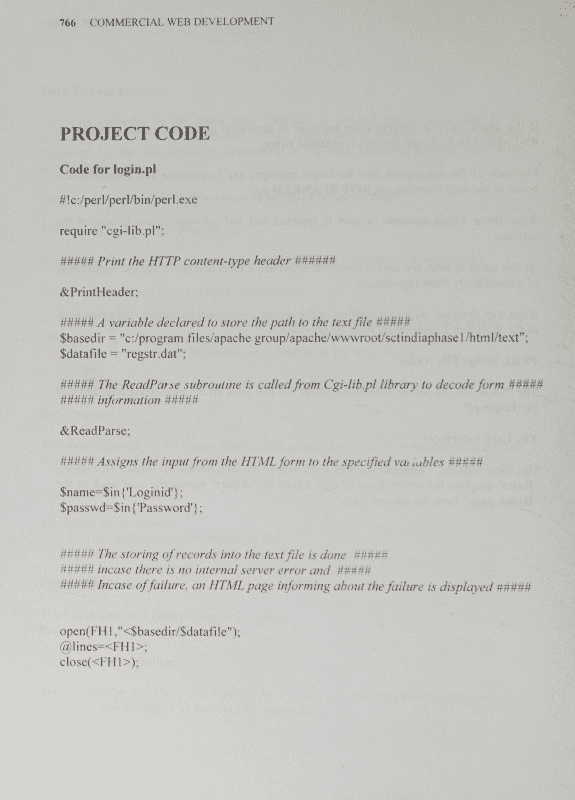 766 COMMERCIAL WEB DEVELOPMENT
PROJECT CODE
Code for login.pl
#!c:/perl/perl/bin/perl.exe
require "cgi-lib.pl";
##### Print the HTTP content-type header ######
&PrintHeader;
##### A variable declared to store the path to the text file #####
$basedir = "c:/program files/apache group/apache/wwwroot/sctindiaphase1/html/text";
$datafile = "regstr.dat";
##### The ReadParse subroutine is called from Cgi-lib.pl library to decode form #####
##### information #####
&ReadParse;
##### Assigns the input from the HTML form to the specified variables #####
$name=$in{'Loginid'};
$passwd=$in{'Password'};
##### The storing of records into the text file is done #####
##### incase there is no internal server error and #####
##### Incase of failure, an HTML page informing about the failure is displayed #####
open(FH1,"<$basedir/$datafile");
@lines=<FH1>;
close(<FH1>);